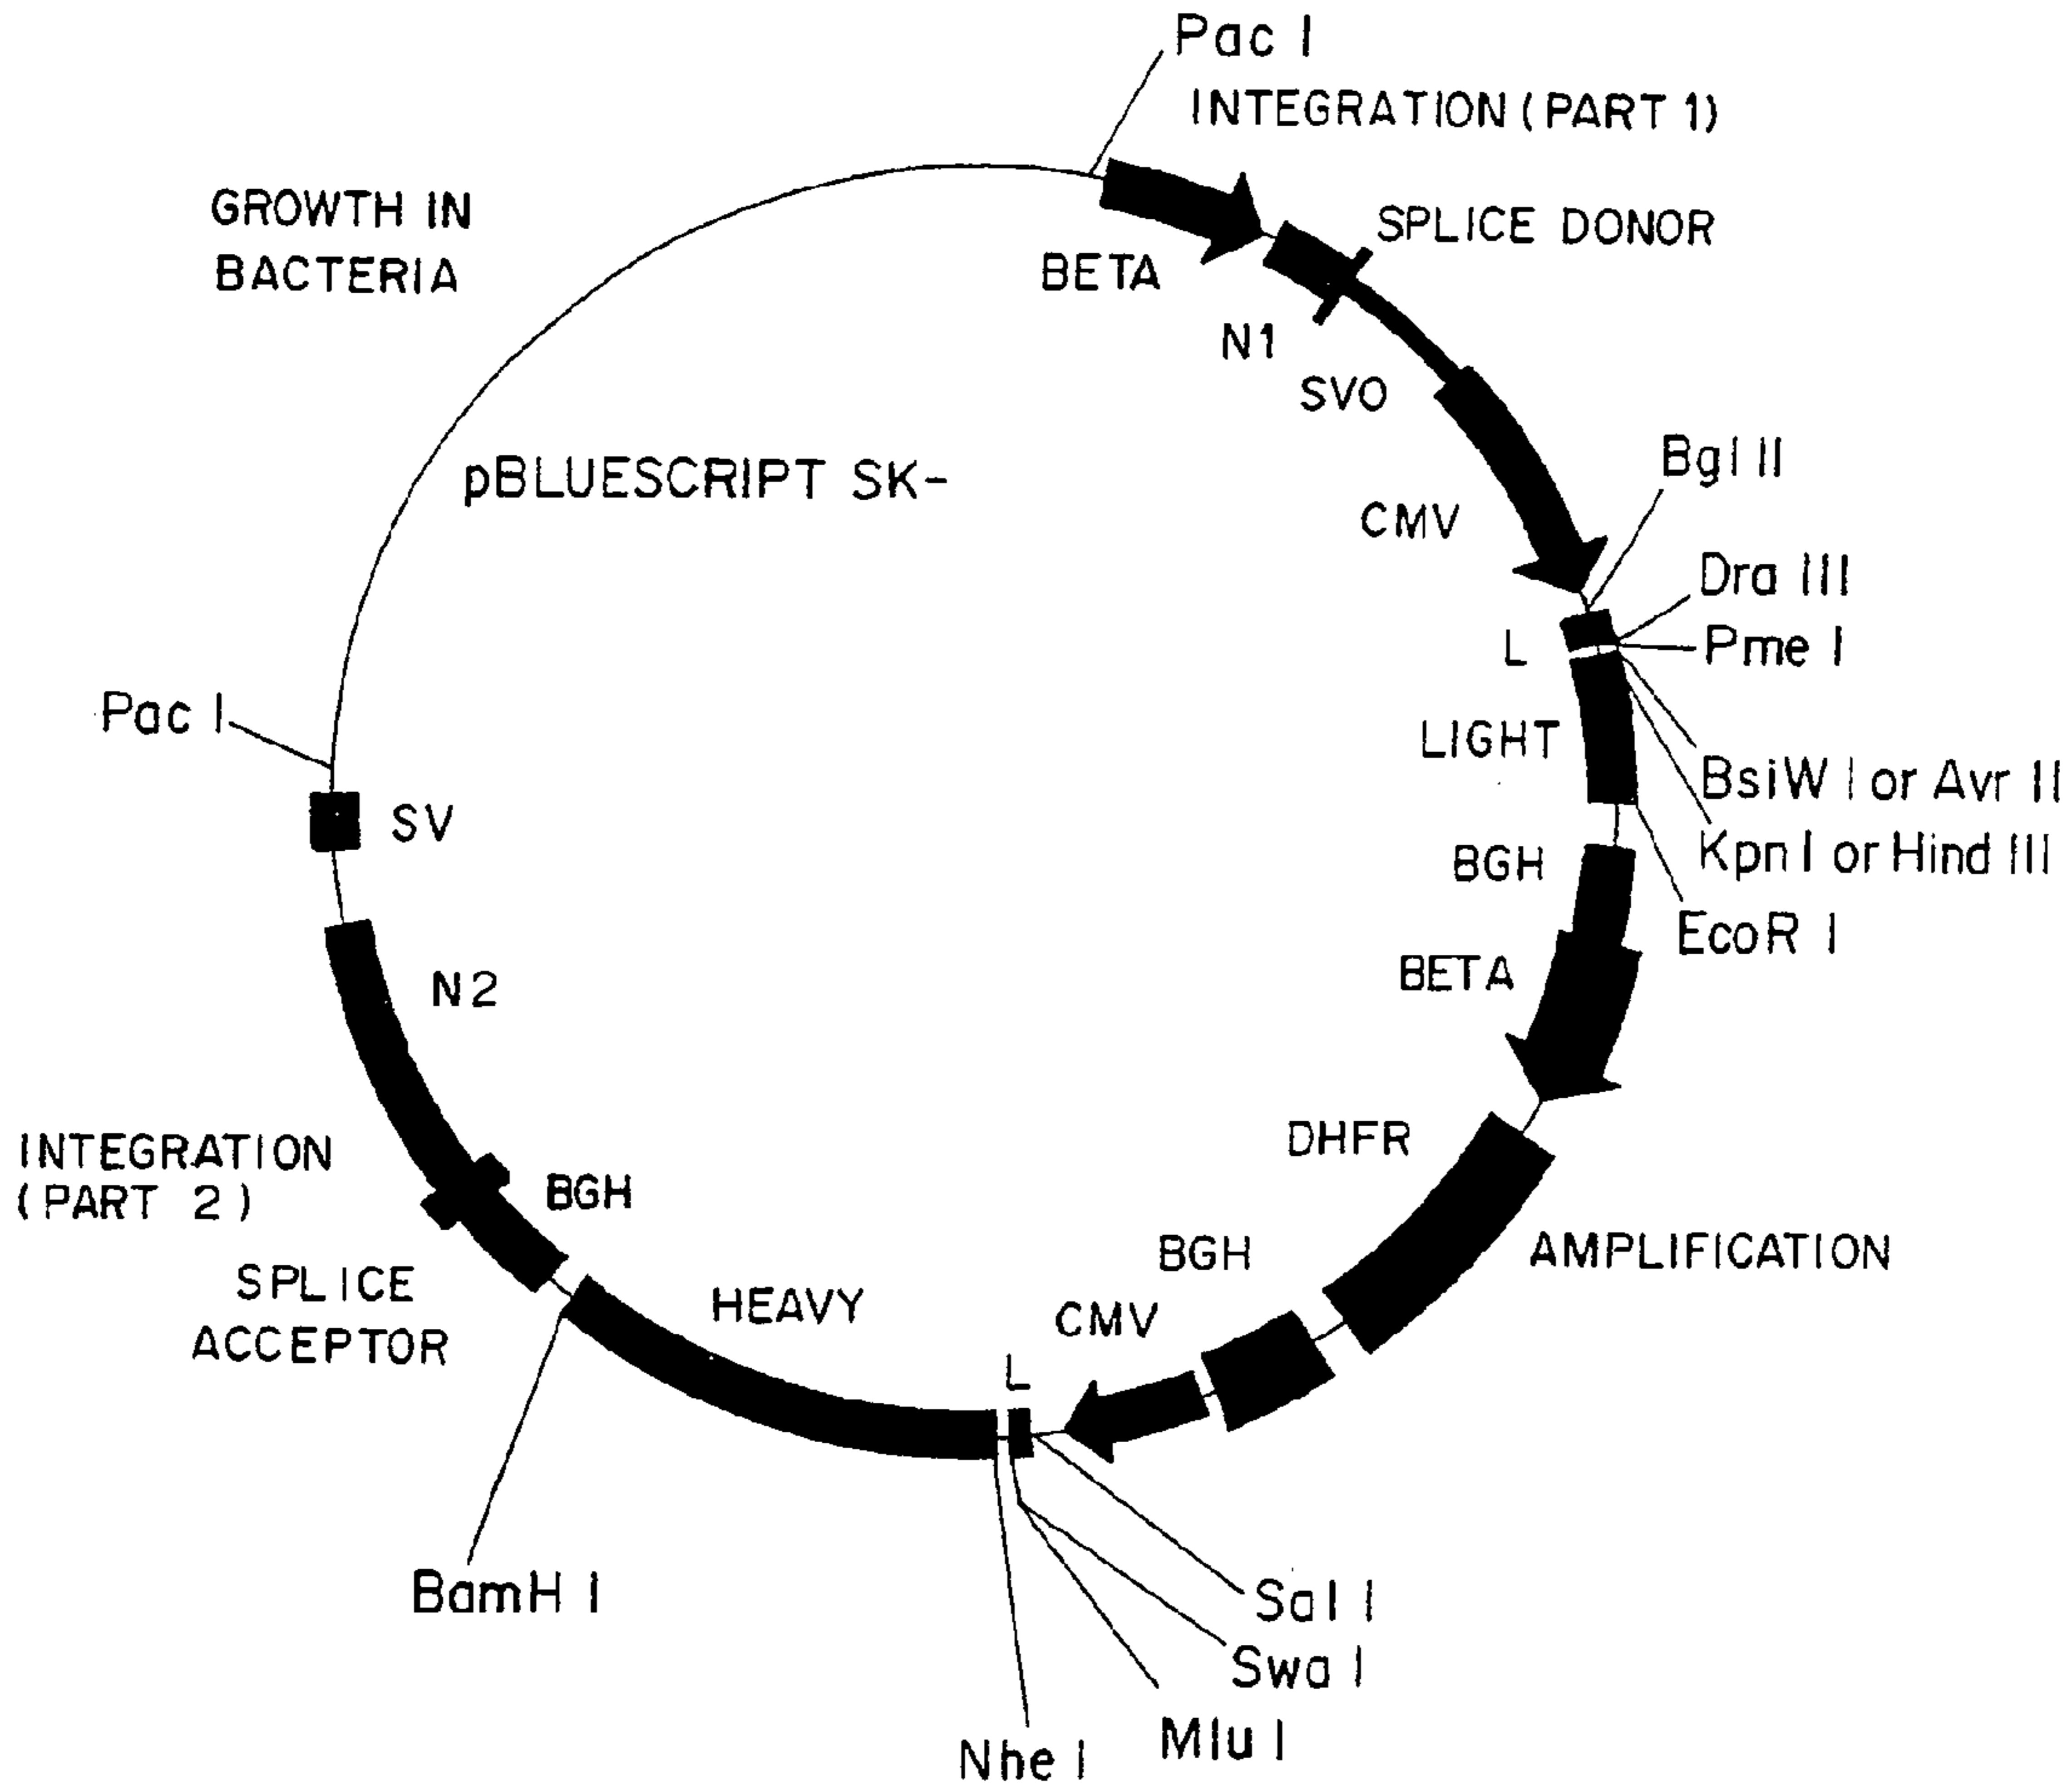 Pac I
INTEGRATION (PART 1)
GROWTH IN
BACTERIA
SPLICE DONOR
BETA
N1
SVO
pBLUESCRIPT SK-
Bgl II
CMV
Dra III
L
Pme I
Pac I
LIGHT
BsiW I or Avr II
SV
Kpn I or Hind III
BGH
EcoR I
BETA
N2
DHFR
INTEGRATION
(PART 2)
BGH
BGH
AMPLIFICATION
SPLICE
ACCEPTOR
HEAVY
CMV
L
BamH I
Sal I
Swa I
Mlu I
Nhe I